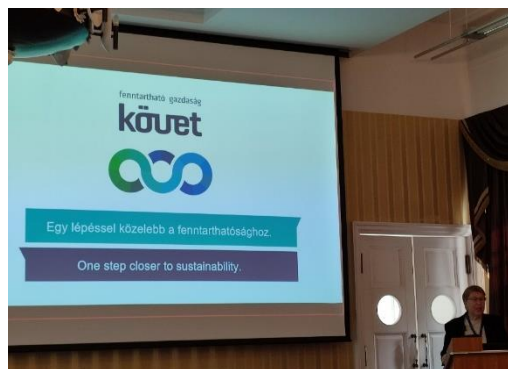 fenntartható gazdaság
követ
Egy lépéssel közelebb a fenntarthatósághoz.
One step closer to sustainability.